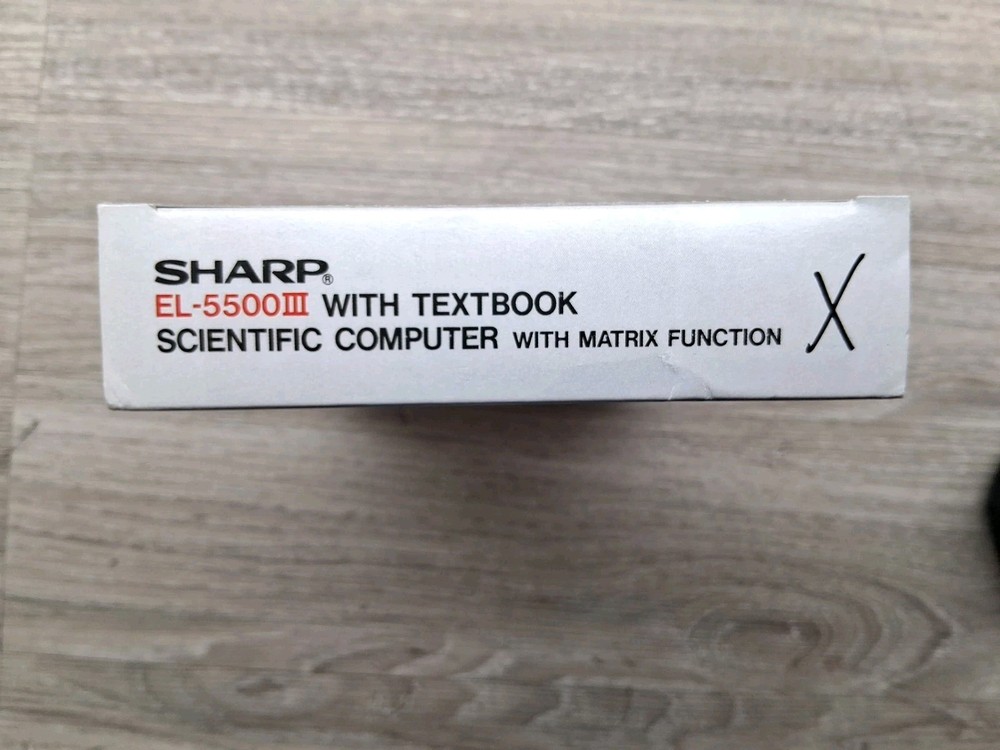 SHARP®
EL-5500III WITH TEXTBOOK
SCIENTIFIC COMPUTER WITH MATRIX FUNCTION
X